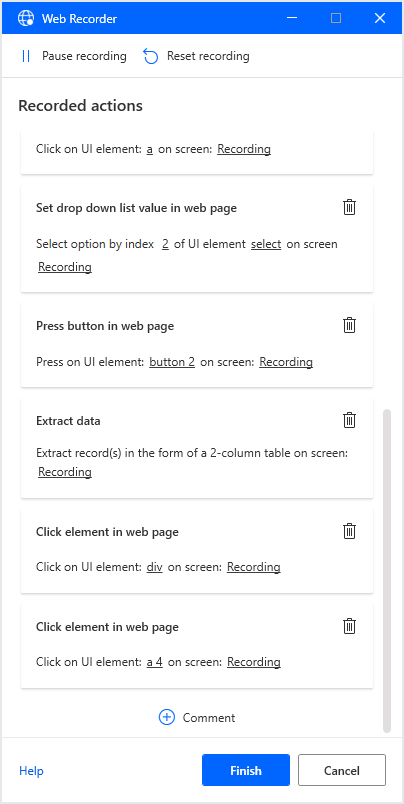 Web Recorder
Pause recording Reset recording
Recorded actions
Click on UI element: a on screen: Recording
Set drop down list value in web page
Select option by index 2 of UI element select on screen
Recording
Press button in web page
Press on UI element: button 2 on screen: Recording
Extract data
Extract record(s) in the form of a 2-column table on screen:
Recording
Click element in web page
Click on UI element: div on screen: Recording
Click element in web page
Click on UI element: a 4 on screen: Recording
Comment
Help Finish Cancel